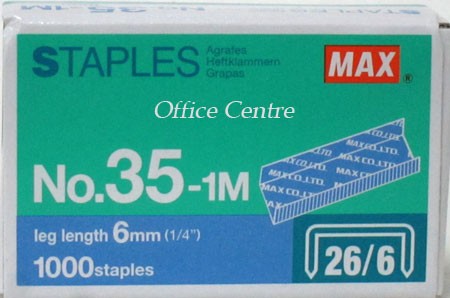 STAPLES
Agrafes
Heftklammern
Grapas
MAX®
Office Centre
No.35-1M
MAX CO.,LTD.
leg length 6mm (1/4")
1000staples
26/6